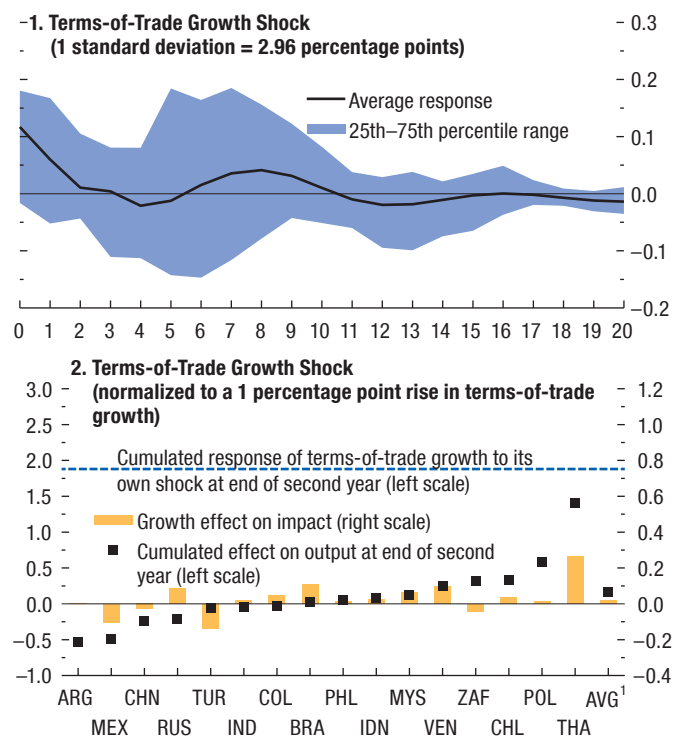 1. Terms-of-Trade Growth Shock
(1 standard deviation = 2.96 percentage points)
0.3
0.2
0.1
0.0
–0.1
–0.2
Average response
25th–75th percentile range
0 1 2 3 4 5 6 7 8 9 10 11 12 13 14 15 16 17 18 19 20
2. Terms-of-Trade Growth Shock
(normalized to a 1 percentage point rise in terms-of-trade
growth)
3.0
2.5
2.0
1.5
1.0
0.5
0.0
–0.5
–1.0
1.2
1.0
0.8
0.6
0.4
0.2
0.0
–0.2
–0.4
Cumulated response of terms-of-trade growth to its
own shock at end of second year (left scale)
Growth effect on impact (right scale)
Cumulated effect on output at end of second
year (left scale)
ARG CHN TUR COL PHL MYS ZAF POL AVG¹
MEX RUS IND BRA IDN VEN CHL THA